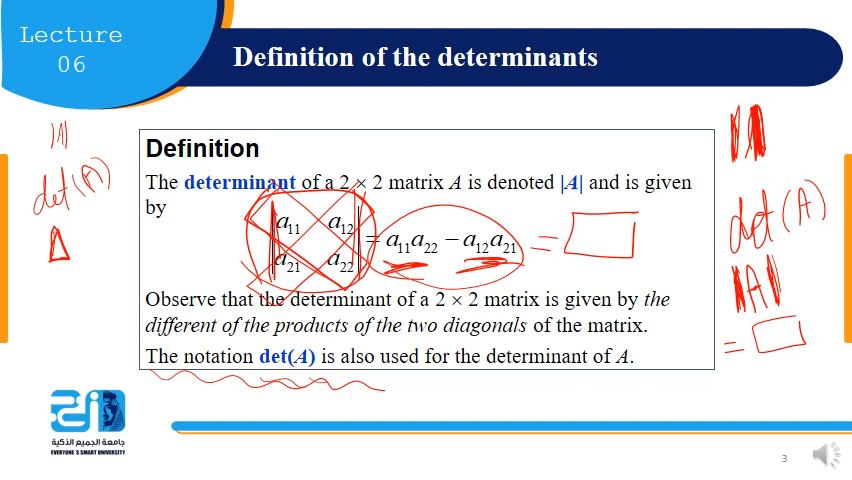 Lecture
06
Definition of the determinants
|A|
det(A)
Δ
Definition
The determinant of a 2 × 2 matrix A is denoted |A| and is given
by
a11 a12
a21 a22
= a11a22 − a12a21
=
Observe that the determinant of a 2 × 2 matrix is given by the
different of the products of the two diagonals of the matrix.
The notation det(A) is also used for the determinant of A.
det(A)
|A|
=
جامعة الجميع الذكية
EVERYONE'S SMART UNIVERSITY
3